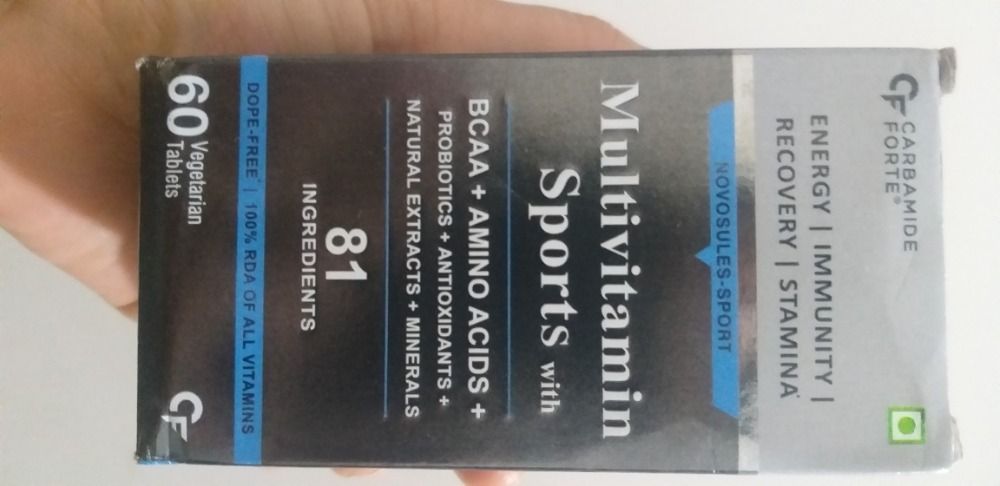 CF CARBAMIDE
FORTE®
ENERGY | IMMUNITY |
RECOVERY | STAMINA*
NOVOSULES-SPORT
Multivitamin
Sports with
BCAA + AMINO ACIDS +
PROBIOTICS + ANTIOXIDANTS +
NATURAL EXTRACTS + MINERALS
81
INGREDIENTS
DOPE-FREE* | 100% RDA OF ALL VITAMINS
60 Vegetarian
Tablets
CF